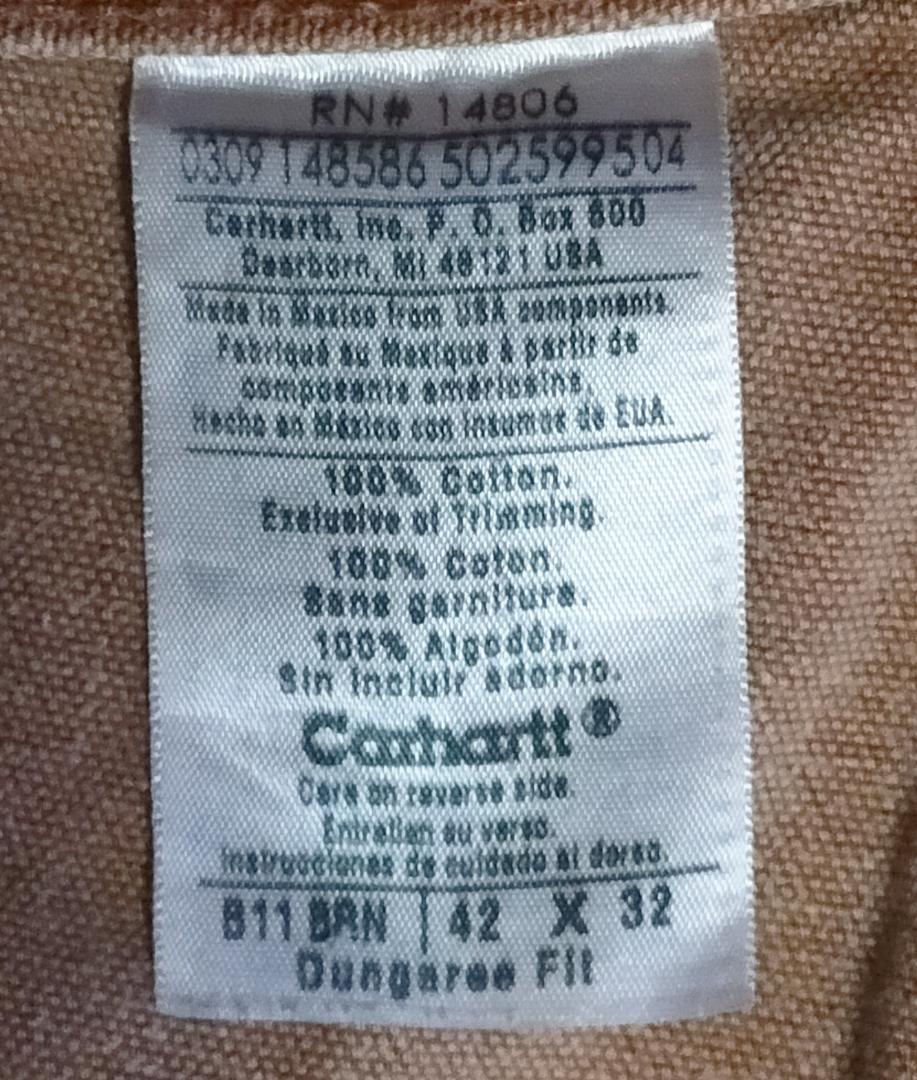 RN# 14806
0309 148586 502599504
Carhartt, Inc. P. O. Box 600
Dearborn, MI 48121 USA
Made in Mexico from USA components.
Fabriqué au Mexique à partir de
composants américains.
Hecho en México con insumos de EUA.
100% Cotton.
Exclusive of Trimming.
100% Coton.
Sans garniture.
100% Algodón.
Sin incluir adorno.
Carhartt®
Care on reverse side.
Entretien au verso.
Instrucciones de cuidado al dorso.
B11 BRN | 42 X 32
Dungaree Fit